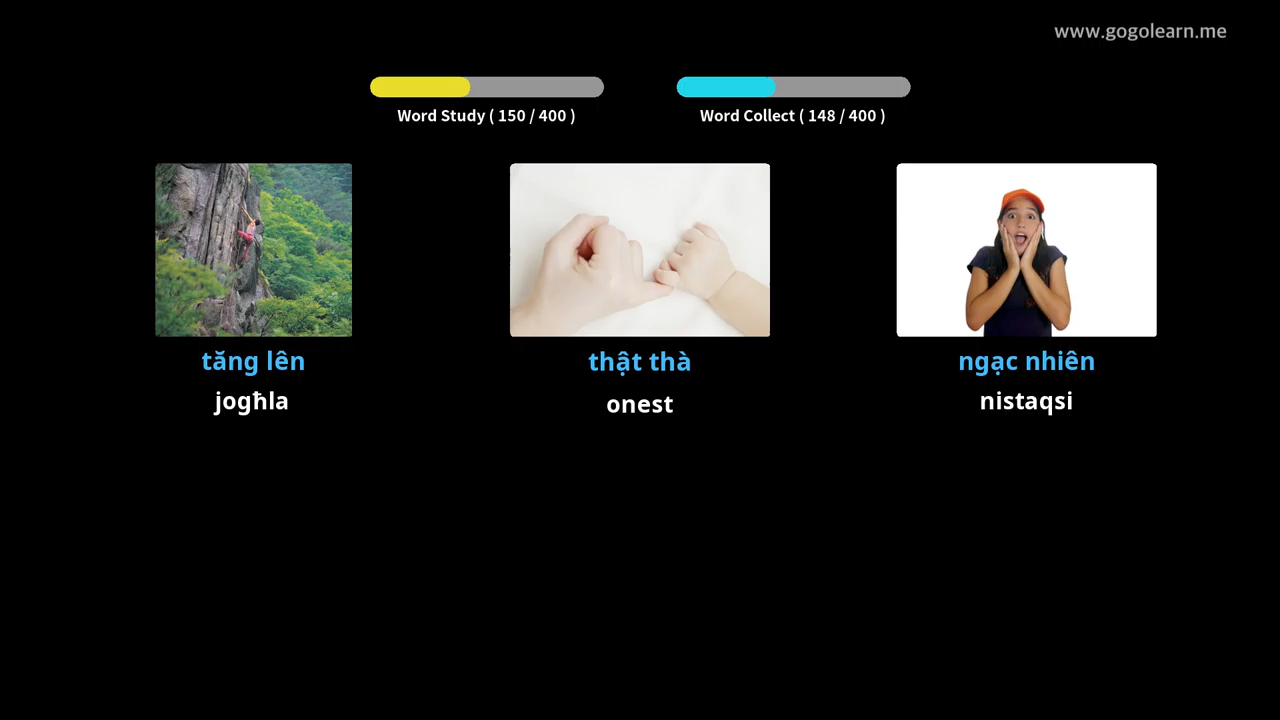 www.gogolearn.me
Word Study ( 150 / 400 )
Word Collect ( 148 / 400 )
tăng lên
jogħla
thật thà
onest
ngạc nhiên
nistaqsi